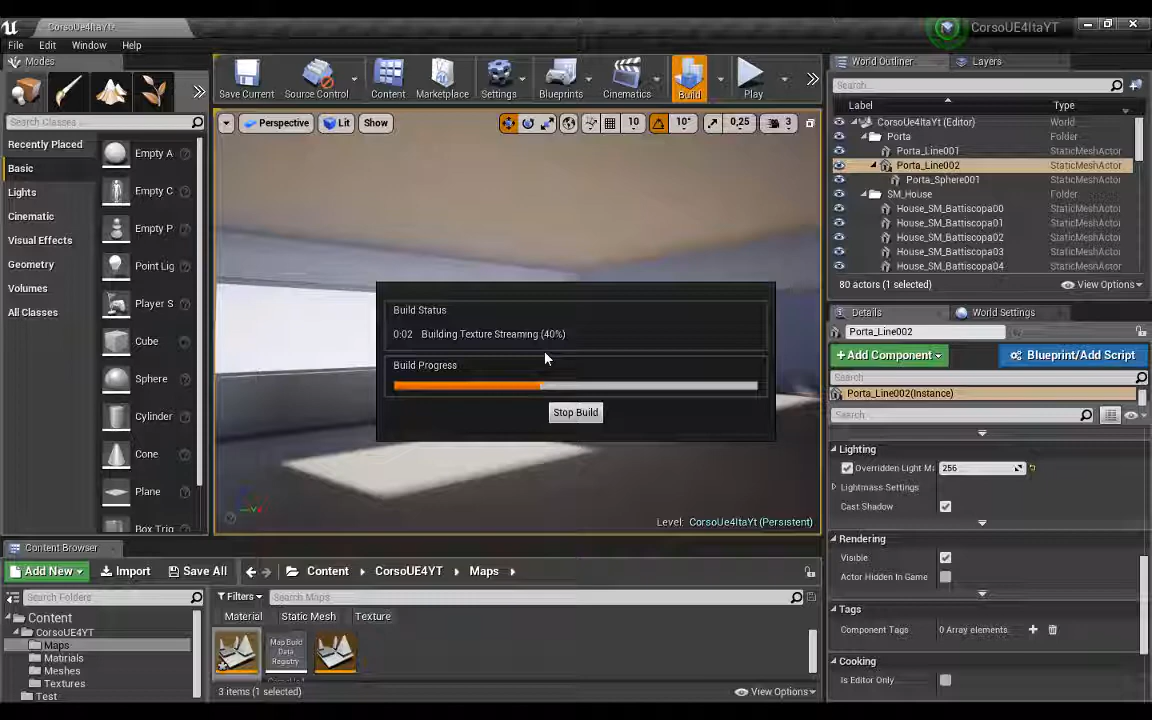 CorsoUE4ItaYT
CorsoUE4ItaYT
File Edit Window Help
Modes
Search Classes
Recently Placed
Basic
Lights
Cinematic
Visual Effects
Geometry
Volumes
All Classes
Empty A
Empty C
Empty P
Point Lig
Player S
Cube
Sphere
Cylinder
Cone
Plane
Box Trig
Save Current
Source Control
Content
Marketplace
Settings
Blueprints
Cinematics
Build
Play
Perspective Lit Show 10 10° 0,25 3
Build Status
0:02 Building Texture Streaming (40%)
Build Progress
Stop Build
Level: CorsoUe4ItaYt (Persistent)
World Outliner Layers
Search...
Label Type
CorsoUe4ItaYt (Editor) World
Porta Folder
Porta_Line001 StaticMeshActor
Porta_Line002 StaticMeshActor
Porta_Sphere001 StaticMeshActor
SM_House Folder
House_SM_Battiscopa00 StaticMeshActor
House_SM_Battiscopa01 StaticMeshActor
House_SM_Battiscopa02 StaticMeshActor
House_SM_Battiscopa03 StaticMeshActor
House_SM_Battiscopa04 StaticMeshActor
80 actors (1 selected) View Options
Details World Settings
Porta_Line002
+ Add Component Blueprint/Add Script
Search
Porta_Line002(Instance)
Search
Lighting
Overridden Light M 256
Lightmass Settings
Cast Shadow
Rendering
Visible
Actor Hidden In Game
Tags
Component Tags 0 Array elements
Cooking
Is Editor Only
Content Browser
Add New Import Save All Content CorsoUE4YT Maps
Search Folders
Content
CorsoUE4YT
Maps
Matirials
Meshes
Textures
Test
Filters Search Maps
Material Static Mesh Texture
Map Build
Data
Registry
3 items (1 selected) View Options